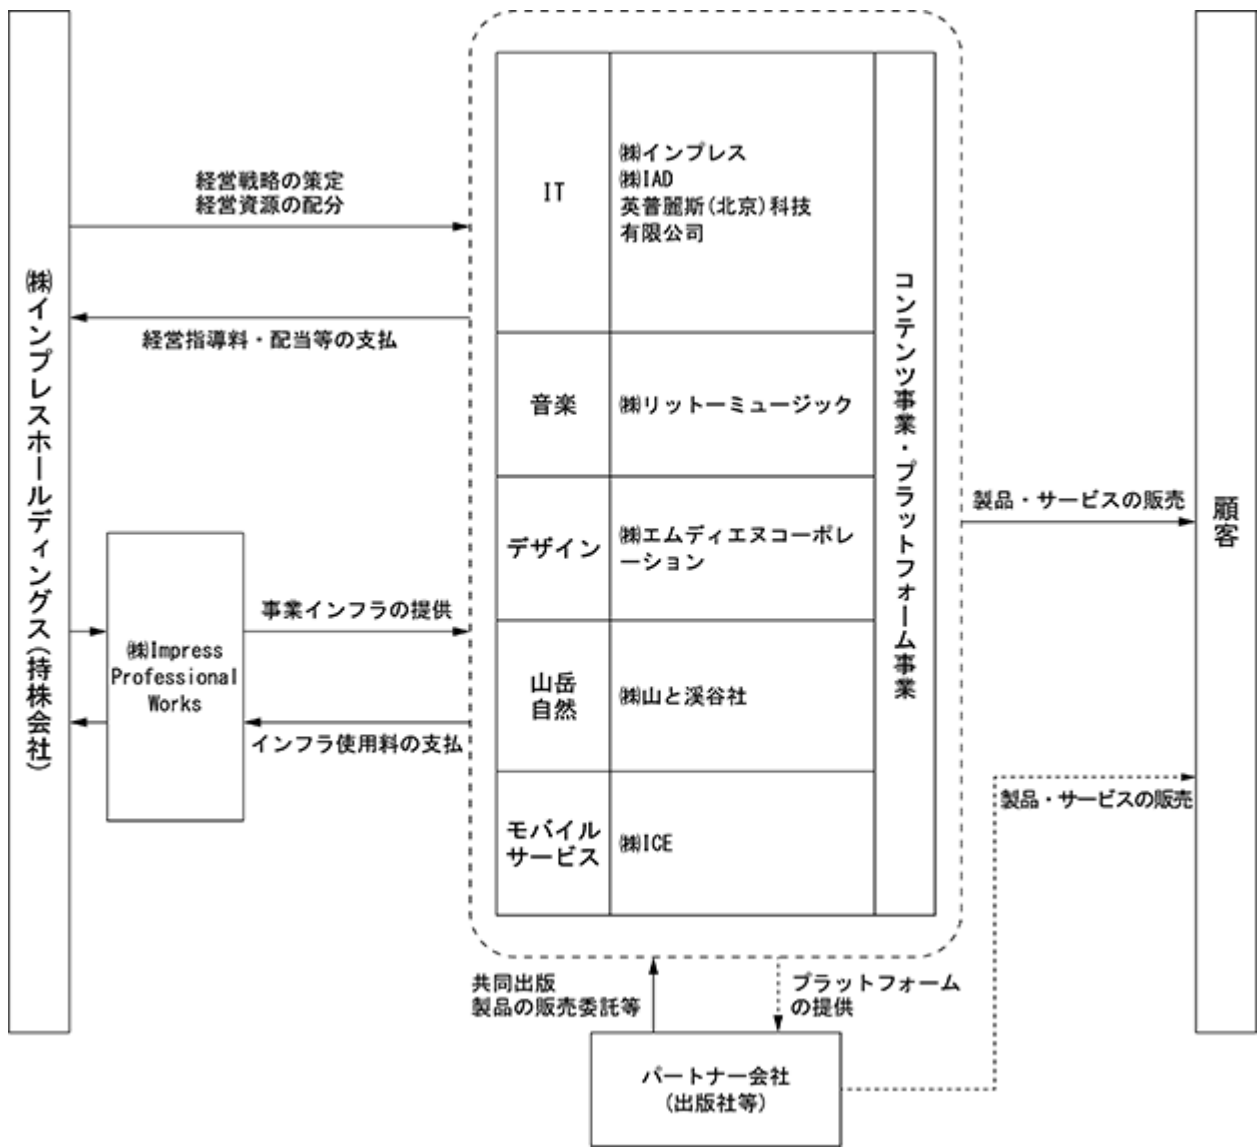 ㈱インプレスホールディングス(持株会社)
経営戦略の策定
経営資源の配分
経営指導料・配当等の支払
㈱Impress
Professional
Works
事業インフラの提供
インフラ使用料の支払
IT
㈱インプレス
㈱IAD
英普麗斯(北京)科技
有限公司
音楽
㈱リットーミュージック
デザイン
㈱エムディエヌコーポレ
ーション
山岳
自然
㈱山と溪谷社
モバイル
サービス
㈱ICE
コンテンツ事業・プラットフォーム事業
製品・サービスの販売
顧客
製品・サービスの販売
共同出版
製品の販売委託等
プラットフォーム
の提供
パートナー会社
(出版社等)